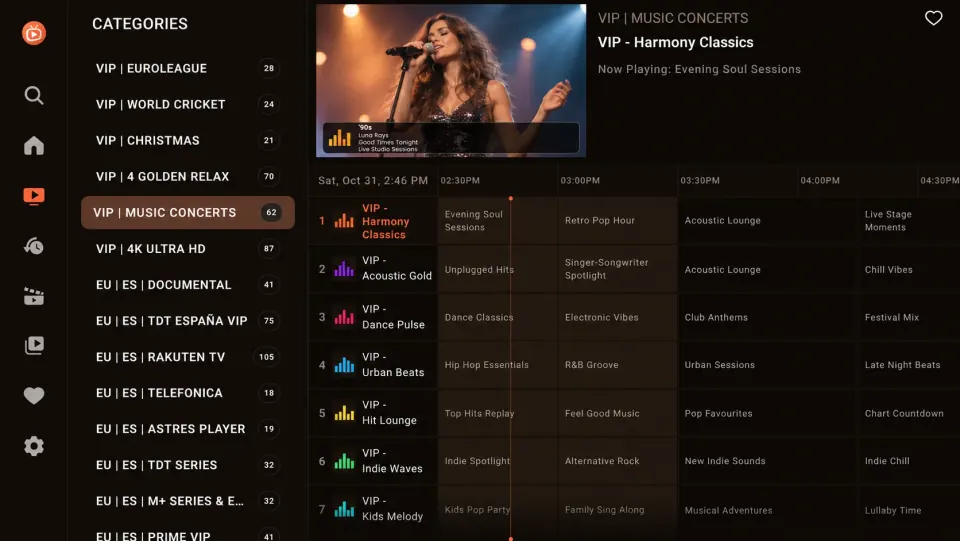 CATEGORIES
VIP | EUROLEAGUE 28
VIP | WORLD CRICKET 24
VIP | CHRISTMAS 21
VIP | 4 GOLDEN RELAX 70
VIP | MUSIC CONCERTS 62
VIP | 4K ULTRA HD 87
EU | ES | DOCUMENTAL 41
EU | ES | TDT ESPAÑA VIP 75
EU | ES | RAKUTEN TV 105
EU | ES | TELEFONICA 18
EU | ES | ASTRES PLAYER 19
EU | ES | TDT SERIES 32
EU | ES | M+ SERIES & E... 32
EU | ES | PRIME VIP 41
'90s
Luna Rays
Good Times Tonight
Live Studio Sessions
VIP | MUSIC CONCERTS
VIP - Harmony Classics
Now Playing: Evening Soul Sessions
Sat, Oct 31, 2:46 PM 02:30PM 03:00PM 03:30PM 04:00PM 04:30PM
1 VIP -
Harmony
Classics
Evening Soul
Sessions
Retro Pop Hour
Acoustic Lounge
Live Stage
Moments
2 VIP -
Acoustic Gold
Unplugged Hits
Singer-Songwriter
Spotlight
Acoustic Lounge
Chill Vibes
3 VIP -
Dance Pulse
Dance Classics
Electronic Vibes
Club Anthems
Festival Mix
4 VIP -
Urban Beats
Hip Hop Essentials
R&B Groove
Urban Sessions
Late Night Beats
5 VIP -
Hit Lounge
Top Hits Replay
Feel Good Music
Pop Favourites
Chart Countdown
6 VIP -
Indie Waves
Indie Spotlight
Alternative Rock
New Indie Sounds
Indie Chill
7 VIP -
Kids Melody
Kids Pop Party
Family Sing Along
Musical Adventures
Lullaby Time